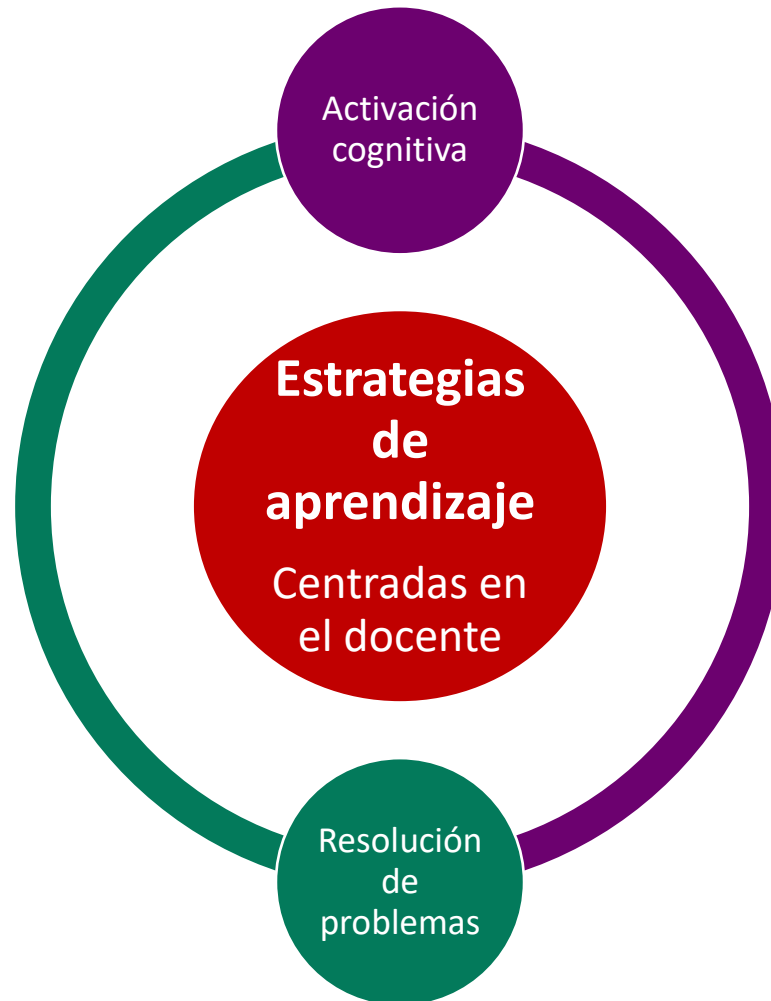 Activación
cognitiva
Estrategias
de
aprendizaje
Centradas en
el docente
Resolución
de
problemas